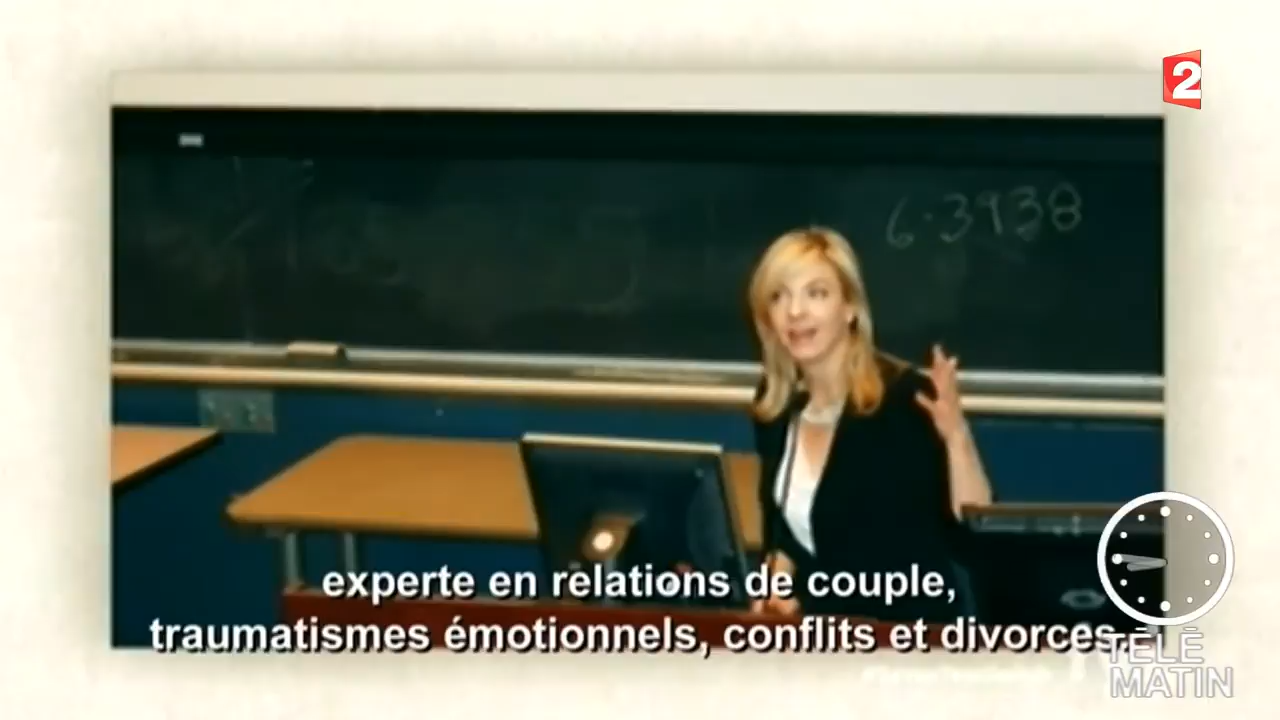 2
6.3938
experte en relations de couple,
traumatismes émotionnels, conflits et divorces,
TÉLÉ
MATIN